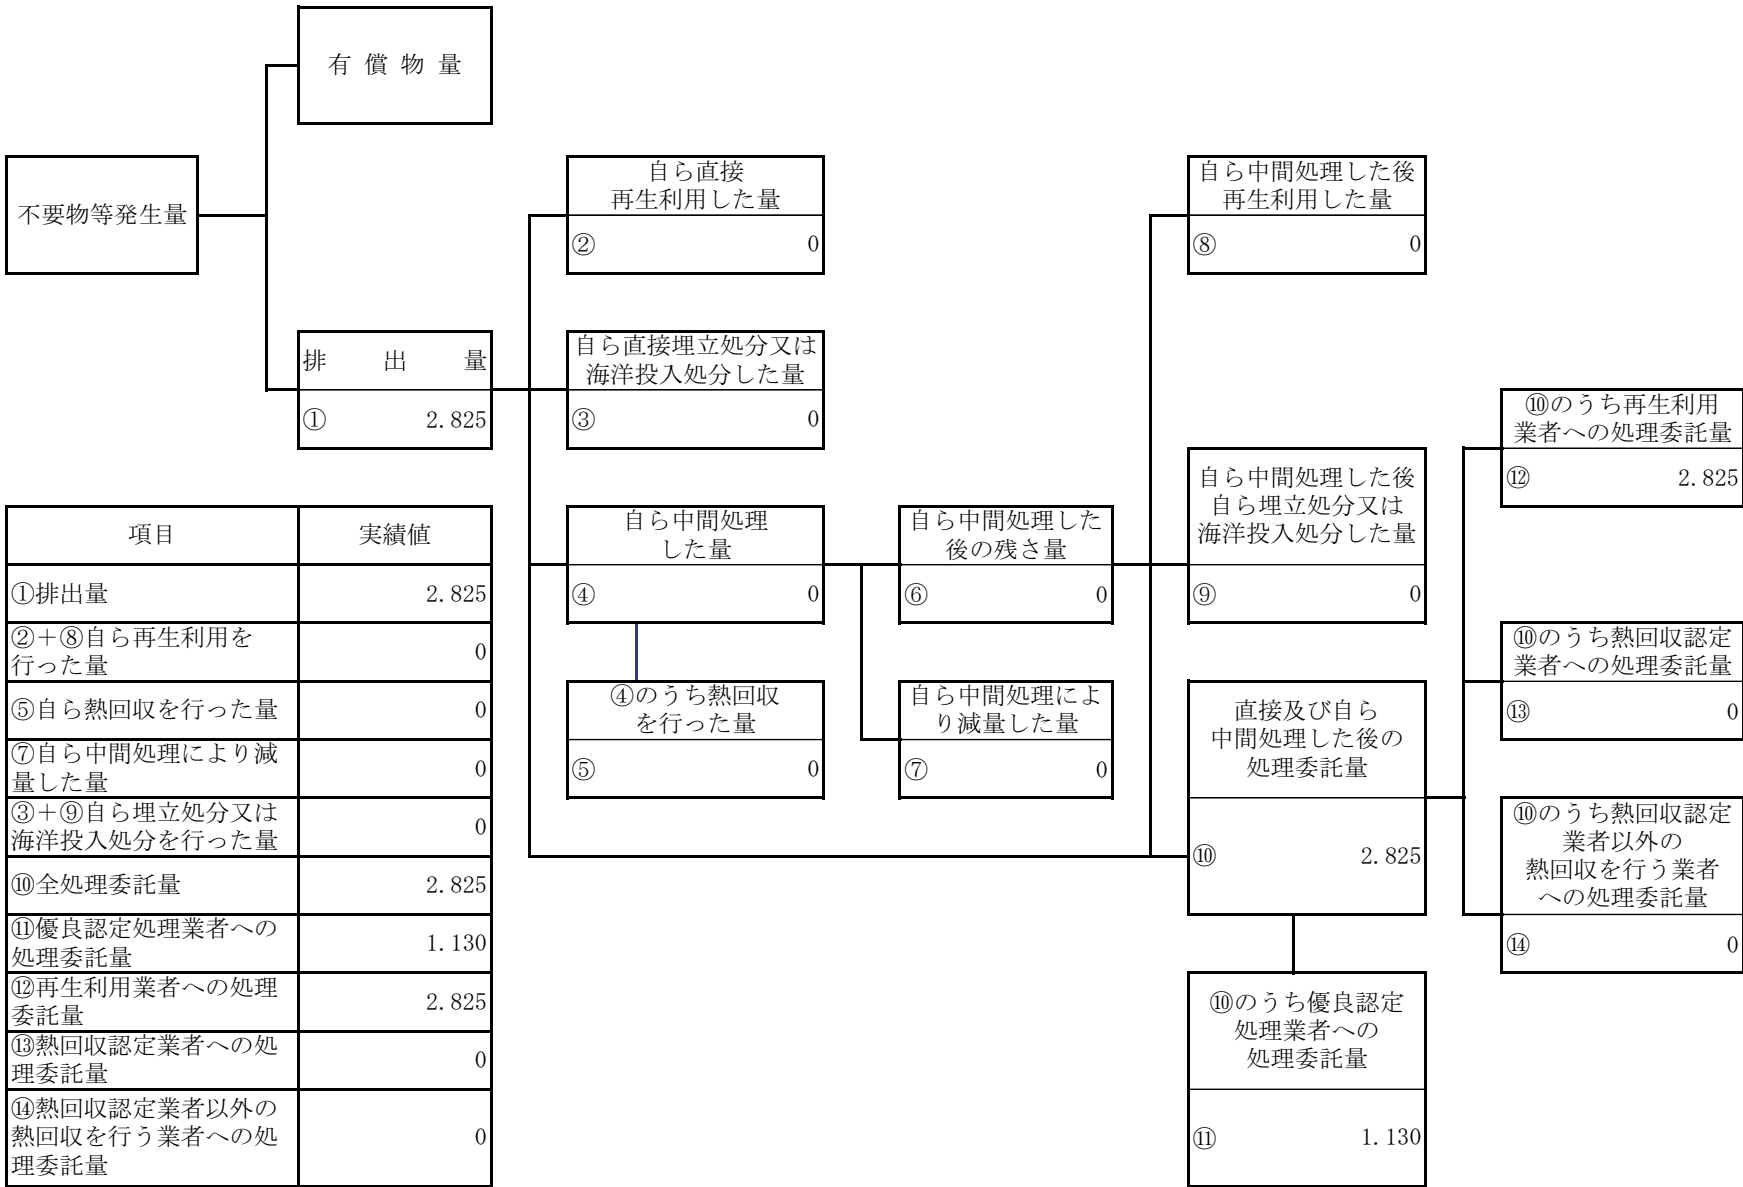 有償物量
不要物等発生量
自ら直接
再生利用した量
② 0
自ら中間処理した後
再生利用した量
⑧ 0
排出量
① 2.825
自ら直接埋立処分又は
海洋投入処分した量
③ 0
⑩のうち再生利用
業者への処理委託量
⑫ 2.825
自ら中間処理した後
自ら埋立処分又は
海洋投入処分した量
⑨ 0
自ら中間処理
した量
④ 0
自ら中間処理した
後の残さ量
⑥ 0
⑩のうち熱回収認定
業者への処理委託量
⑬ 0
④のうち熱回収
を行った量
⑤ 0
自ら中間処理によ
り減量した量
⑦ 0
直接及び自ら
中間処理した後の
処理委託量
⑩ 2.825
⑩のうち熱回収認定
業者以外の
熱回収を行う業者
への処理委託量
⑭ 0
⑩のうち優良認定
処理業者への
処理委託量
⑪ 1.130
項目 実績値
①排出量 2.825
②+⑧自ら再生利用を
行った量 0
⑤自ら熱回収を行った量 0
⑦自ら中間処理により減
量した量 0
③+⑨自ら埋立処分又は
海洋投入処分を行った量 0
⑩全処理委託量 2.825
⑪優良認定処理業者への
処理委託量 1.130
⑫再生利用業者への処理
委託量 2.825
⑬熱回収認定業者への処
理委託量 0
⑭熱回収認定業者以外の
熱回収を行う業者への処
理委託量 0